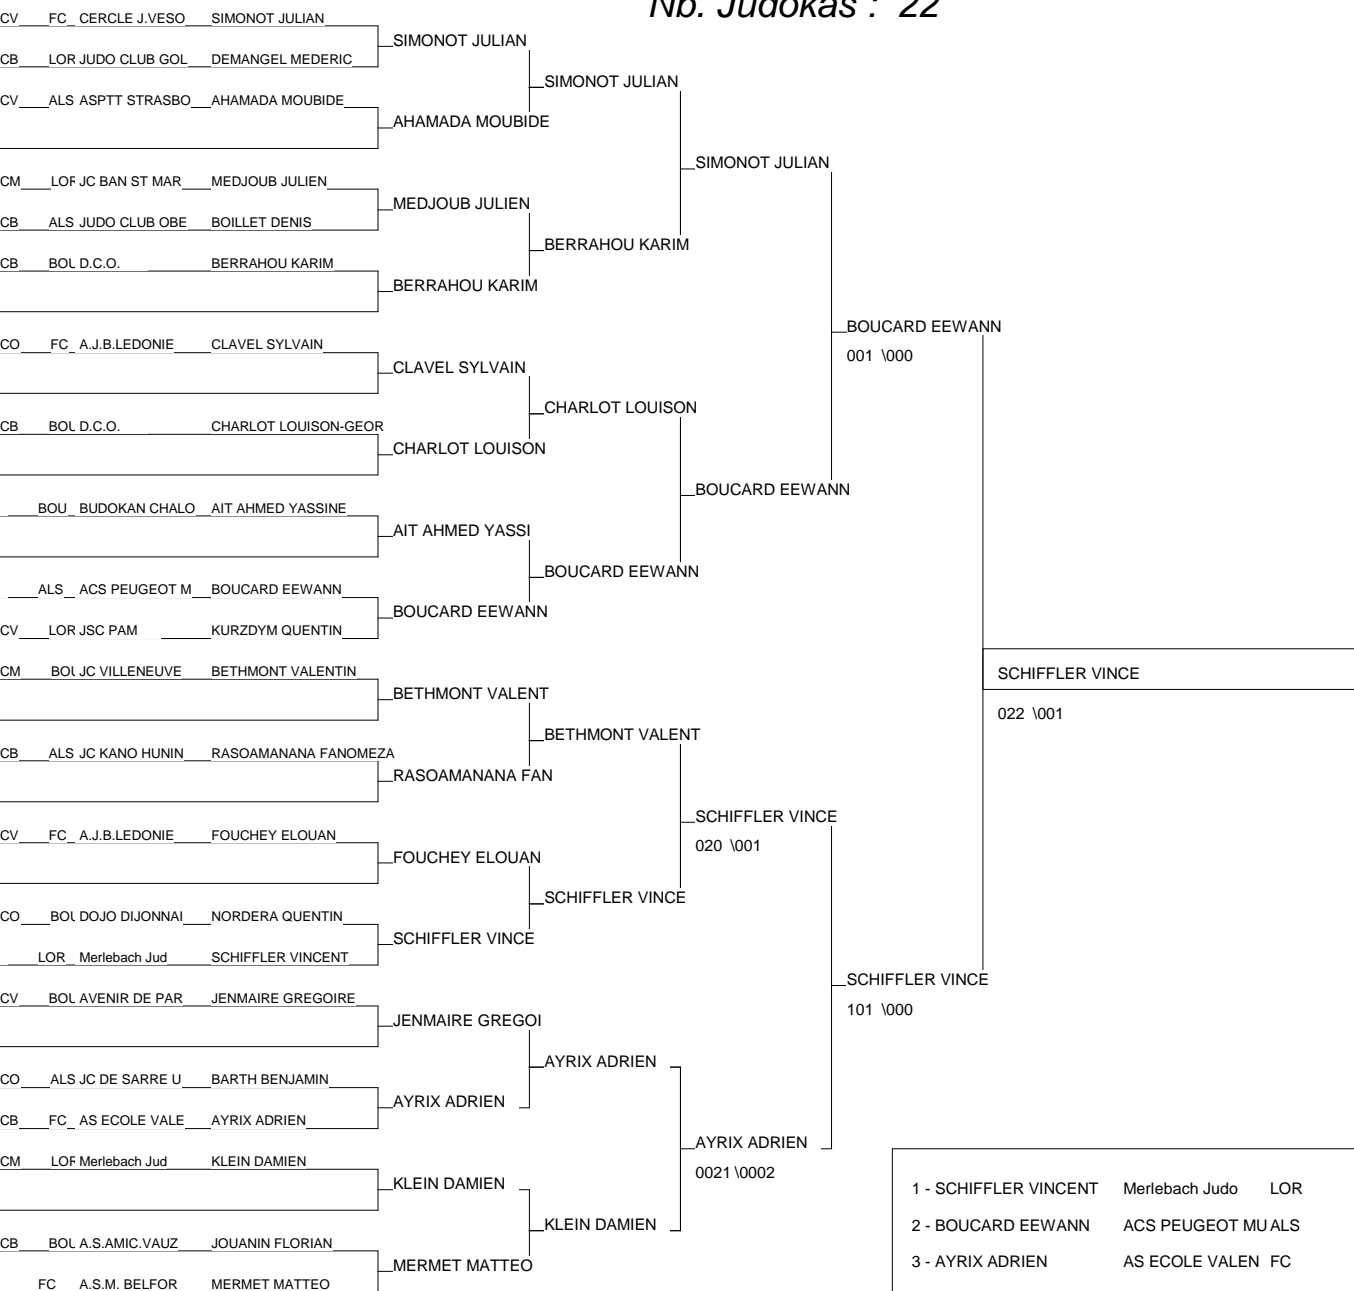 Nb. Judokas : 22
CV FC CERCLE J.VESO SIMONOT JULIAN
SIMONOT JULIAN
CB LOR JUDO CLUB GOL DEMANGEL MEDERIC
SIMONOT JULIAN
CV ALS ASPTT STRASBO AHAMADA MOUBIDE
AHAMADA MOUBIDE
SIMONOT JULIAN
CM LOR JC BAN ST MAR MEDJOUB JULIEN
MEDJOUB JULIEN
CB ALS JUDO CLUB OBE BOILLET DENIS
BERRAHOU KARIM
CB BOU D.C.O. BERRAHOU KARIM
BERRAHOU KARIM
BOUCARD EEWANN
001 \000
CO FC A.J.B.LEDONIE CLAVEL SYLVAIN
CLAVEL SYLVAIN
CHARLOT LOUISON
CB BOU D.C.O. CHARLOT LOUISON-GEOR
CHARLOT LOUISON
BOUCARD EEWANN
BOU BUDOKAN CHALO AIT AHMED YASSINE
AIT AHMED YASSI
BOUCARD EEWANN
ALS ACS PEUGEOT M BOUCARD EEWANN
BOUCARD EEWANN
CV LOR JSC PAM KURZDYM QUENTIN
CM BOU JC VILLENEUVE BETHMONT VALENTIN
SCHIFFLER VINCE
022 \001
BETHMONT VALENT
BETHMONT VALENT
CB ALS JC KANO HUNIN RASOAMANANA FANOMEZA
RASOAMANANA FAN
SCHIFFLER VINCE
020 \001
CV FC A.J.B.LEDONIE FOUCHEY ELOUAN
FOUCHEY ELOUAN
SCHIFFLER VINCE
CO BOU DOJO DIJONNAI NORDERA QUENTIN
SCHIFFLER VINCE
LOR Merlebach Jud SCHIFFLER VINCENT
SCHIFFLER VINCE
101 \000
CV BOU AVENIR DE PAR JENMAIRE GREGOIRE
JENMAIRE GREGOI
AYRIX ADRIEN
CO ALS JC DE SARRE U BARTH BENJAMIN
AYRIX ADRIEN
CB FC AS ECOLE VALE AYRIX ADRIEN
AYRIX ADRIEN
0021 \0002
CM LOR Merlebach Jud KLEIN DAMIEN
KLEIN DAMIEN
KLEIN DAMIEN
CB BOU A.S.AMIC.VAUZ JOUANIN FLORIAN
MERMET MATTEO
FC A.S.M. BELFOR MERMET MATTEO
1 - SCHIFFLER VINCENT Merlebach Judo LOR
2 - BOUCARD EEWANN ACS PEUGEOT MU ALS
3 - AYRIX ADRIEN AS ECOLE VALEN FC